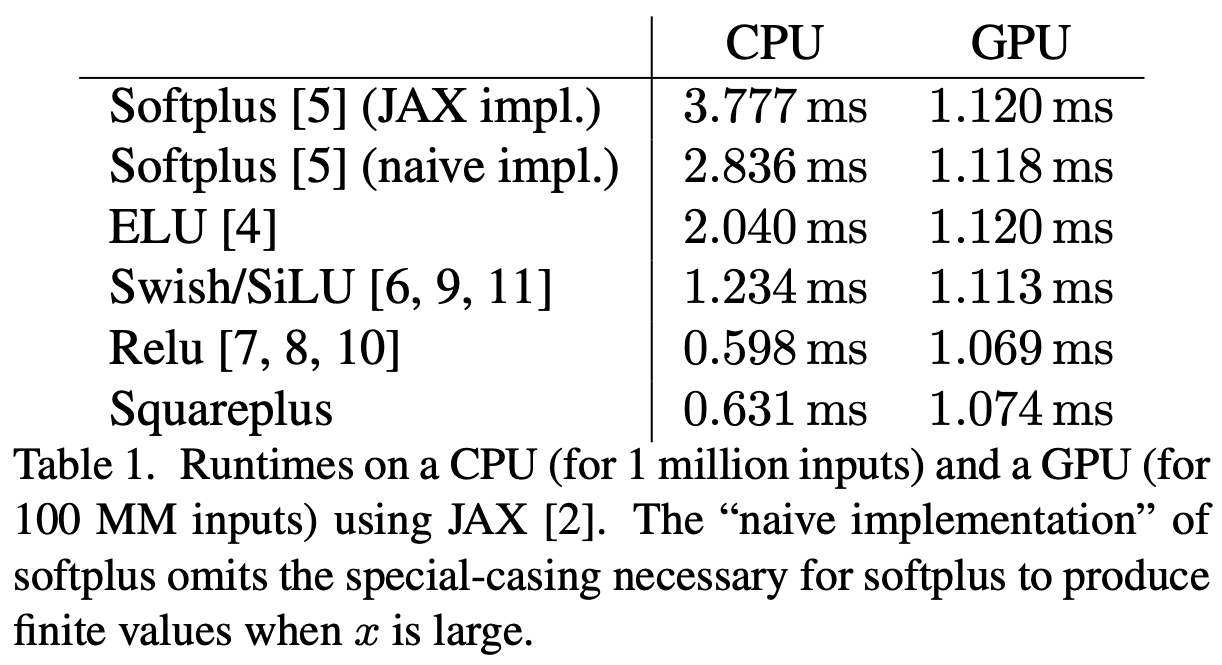 CPU GPU
Softplus [5] (JAX impl.) 3.777 ms 1.120 ms
Softplus [5] (naive impl.) 2.836 ms 1.118 ms
ELU [4] 2.040 ms 1.120 ms
Swish/SiLU [6, 9, 11] 1.234 ms 1.113 ms
Relu [7, 8, 10] 0.598 ms 1.069 ms
Squareplus 0.631 ms 1.074 ms
Table 1. Runtimes on a CPU (for 1 million inputs) and a GPU (for
100 MM inputs) using JAX [2]. The “naive implementation” of
softplus omits the special-casing necessary for softplus to produce
finite values when x is large.